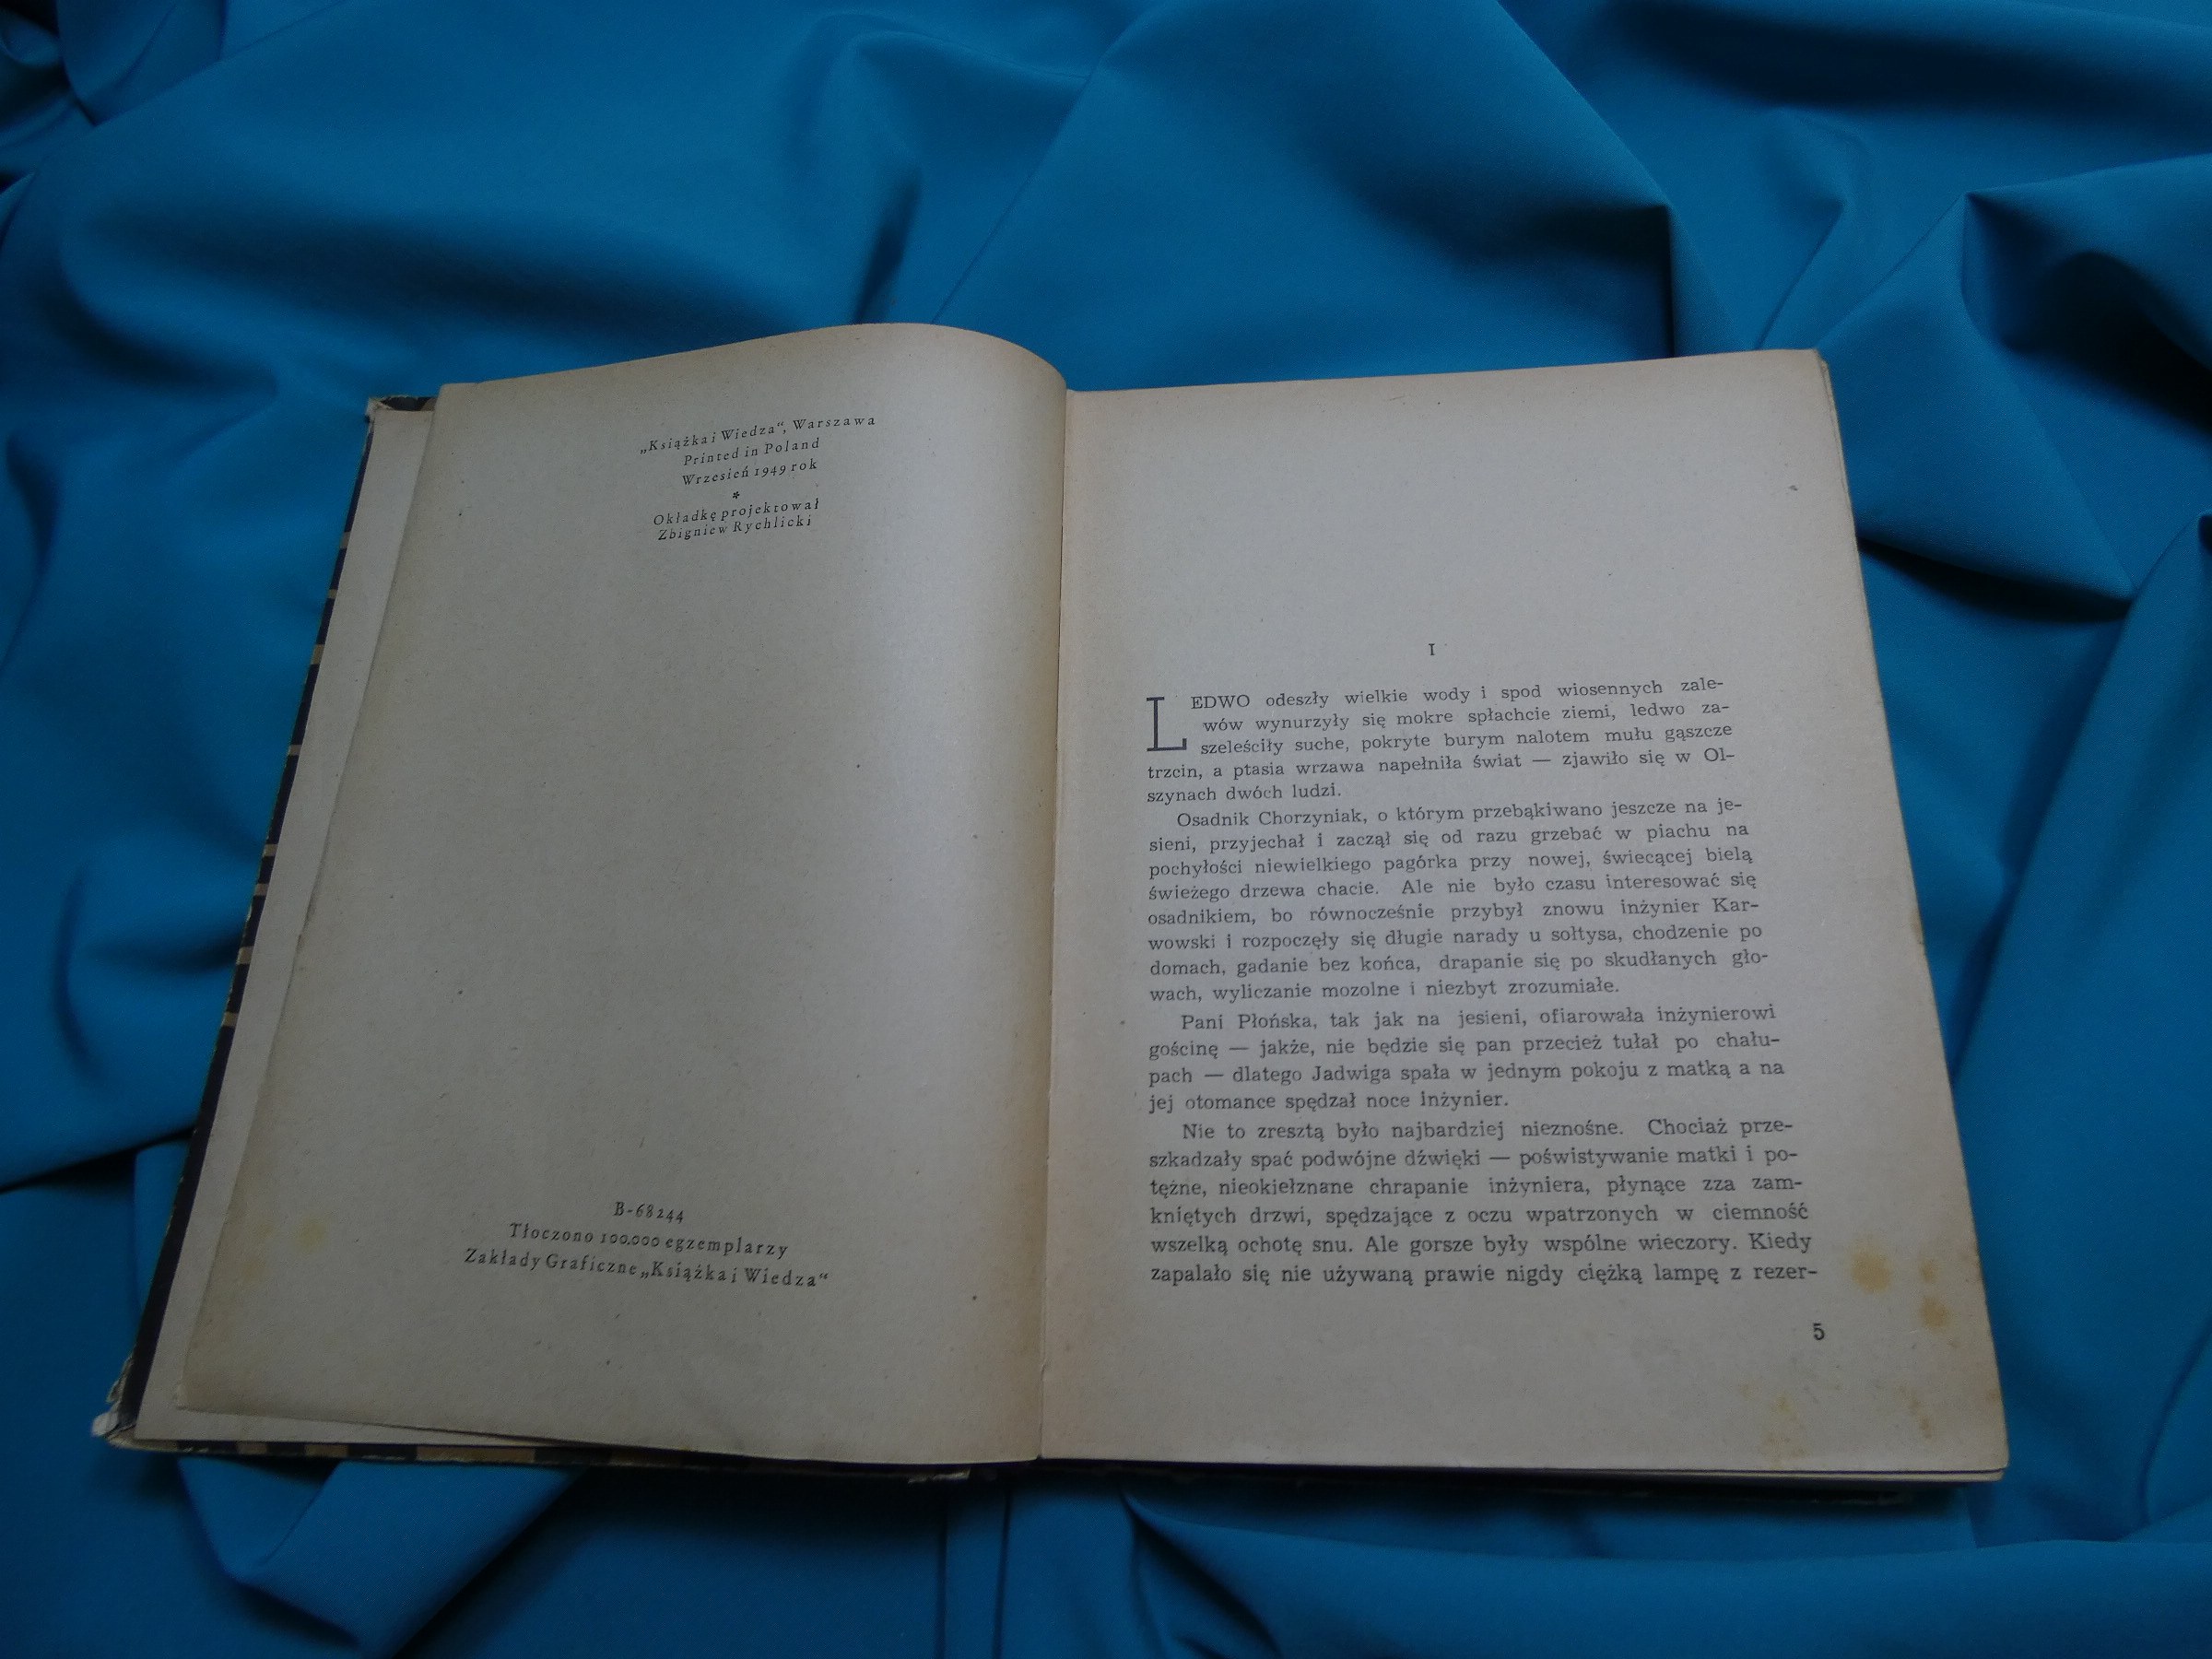 „Książka i Wiedza“, Warszawa
Printed in Poland
Wrzesień 1949 rok
*
Okładkę projektował
Zbigniew Rychlicki
B-68244
Tłoczono 100.000 egzemplarzy
Zakłady Graficzne „Książka i Wiedza“
I
LEDWO odeszły wielkie wody i spod wiosennych zale-
wów wynurzyły się mokre spłachcie ziemi, ledwo za-
szeleściły suche, pokryte burym nalotem mułu gąszcze
trzcin, a ptasia wrzawa napełniła świat — zjawiło się w Ol-
szynach dwóch ludzi.
Osadnik Chorzyniak, o którym przebąkiwano jeszcze na je-
sieni, przyjechał i zaczął się od razu grzebać w piachu na
pochyłości niewielkiego pagórka przy nowej, świecącej bielą
świeżego drzewa chacie. Ale nie było czasu interesować się
osadnikiem, bo równocześnie przybył znowu inżynier Kar-
wowski i rozpoczęły się długie narady u sołtysa, chodzenie po
domach, gadanie bez końca, drapanie się po skudłanych gło-
wach, wyliczanie mozolne i niezbyt zrozumiałe.
Pani Płońska, tak jak na jesieni, ofiarowała inżynierowi
gościnę — jakże, nie będzie się pan przecież tułał po chału-
pach — dlatego Jadwiga spała w jednym pokoju z matką a na
jej otomance spędzał noce inżynier.
Nie to zresztą było najbardziej nieznośne. Chociaż prze-
szkadzały spać podwójne dźwięki — poświstywanie matki i po-
tężne, nieokiełznane chrapanie inżyniera, płynące zza zam-
kniętych drzwi, spędzające z oczu wpatrzonych w ciemność
wszelką ochotę snu. Ale gorsze były wspólne wieczory. Kiedy
zapalało się nie używaną prawie nigdy ciężką lampę z rezer-
5